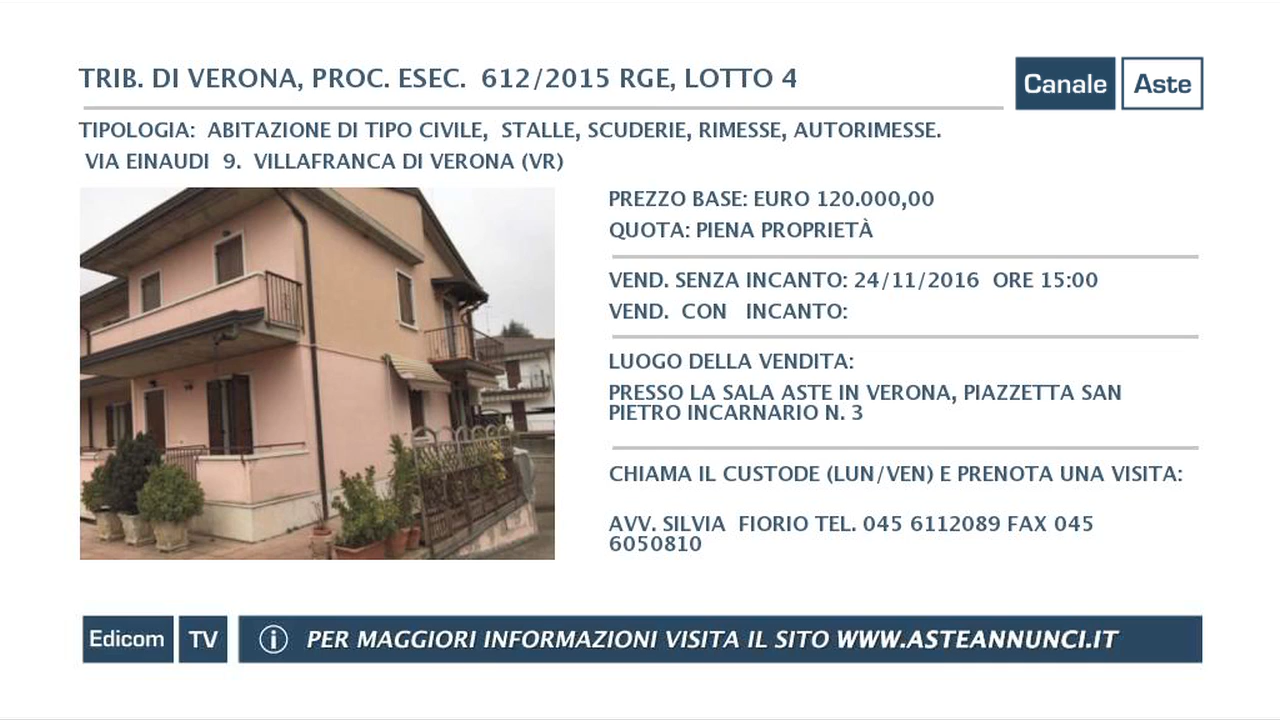 TRIB. DI VERONA, PROC. ESEC. 612/2015 RGE, LOTTO 4
Canale Aste
TIPOLOGIA: ABITAZIONE DI TIPO CIVILE, STALLE, SCUDERIE, RIMESSE, AUTORIMESSE.
VIA EINAUDI 9. VILLAFRANCA DI VERONA (VR)
PREZZO BASE: EURO 120.000,00
QUOTA: PIENA PROPRIETÀ
VEND. SENZA INCANTO: 24/11/2016 ORE 15:00
VEND. CON INCANTO:
LUOGO DELLA VENDITA:
PRESSO LA SALA ASTE IN VERONA, PIAZZETTA SAN
PIETRO INCARNARIO N. 3
CHIAMA IL CUSTODE (LUN/VEN) E PRENOTA UNA VISITA:
AVV. SILVIA FIORIO TEL. 045 6112089 FAX 045
6050810
Edicom TV
PER MAGGIORI INFORMAZIONI VISITA IL SITO WWW.ASTEANNUNCI.IT